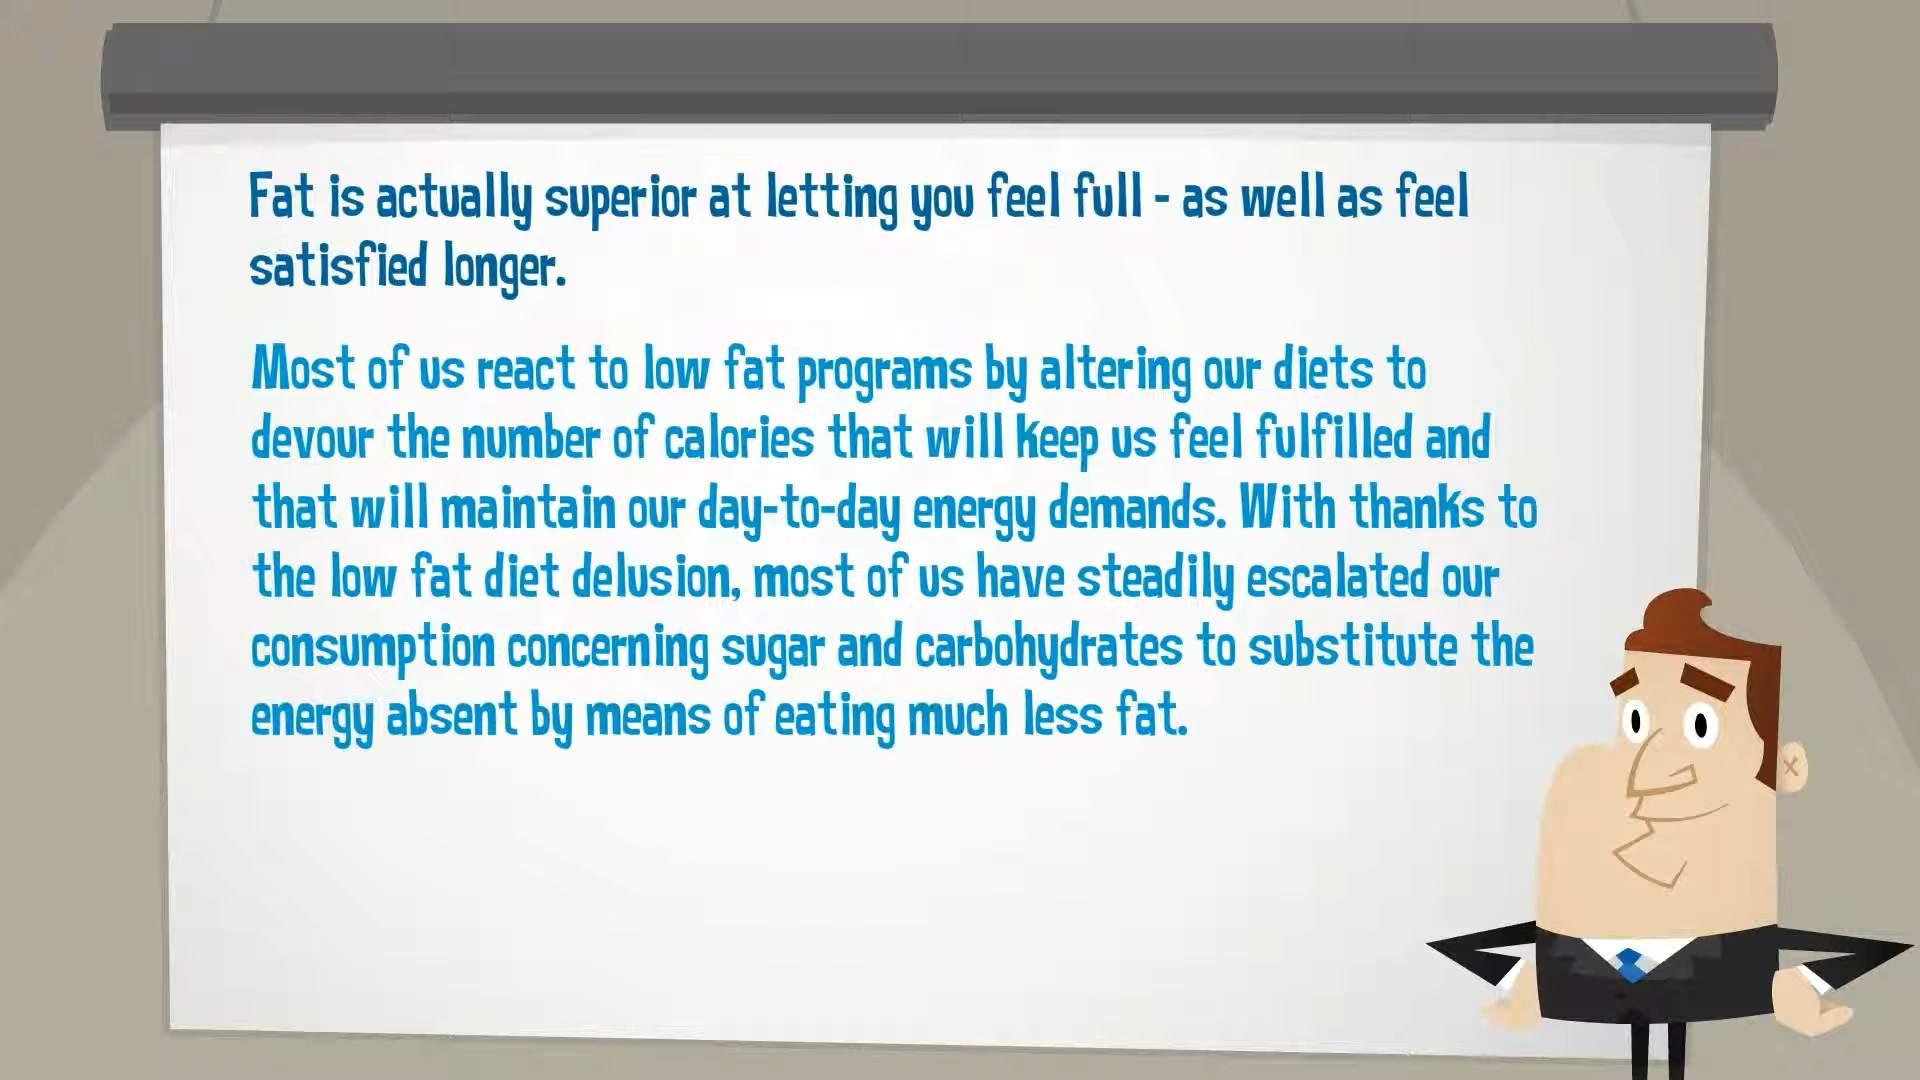 Fat is actually superior at letting you feel full - as well as feel
satisfied longer.
Most of us react to low fat programs by altering our diets to
devour the number of calories that will keep us feel fulfilled and
that will maintain our day-to-day energy demands. With thanks to
the low fat diet delusion, most of us have steadily escalated our
consumption concerning sugar and carbohydrates to substitute the
energy absent by means of eating much less fat.